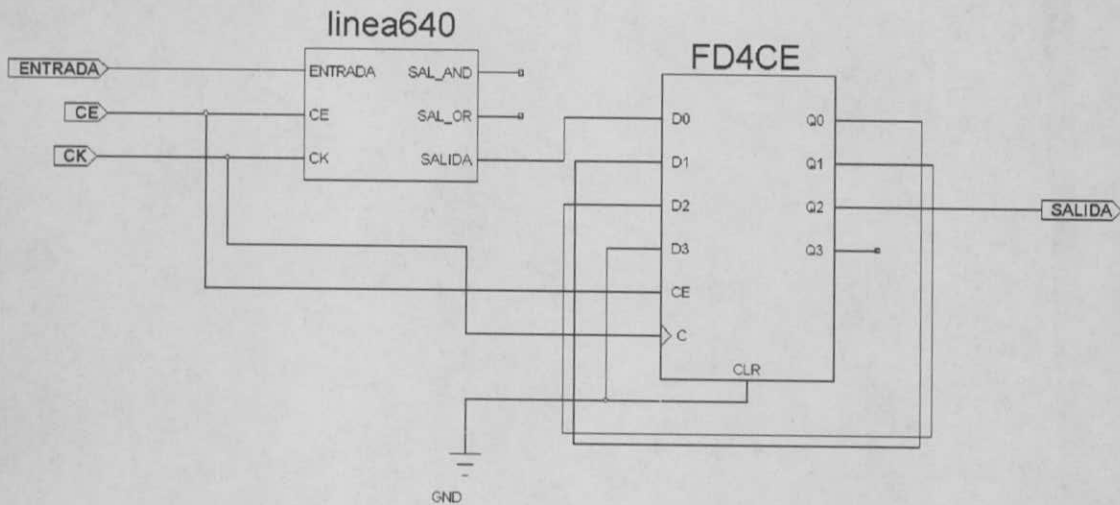 linea640
FD4CE
ENTRADA
CE
CK
ENTRADA
CE
CK
SAL_AND
SAL_OR
SALIDA
D0
D1
D2
D3
CE
C
CLR
Q0
Q1
Q2
Q3
SALIDA
GND